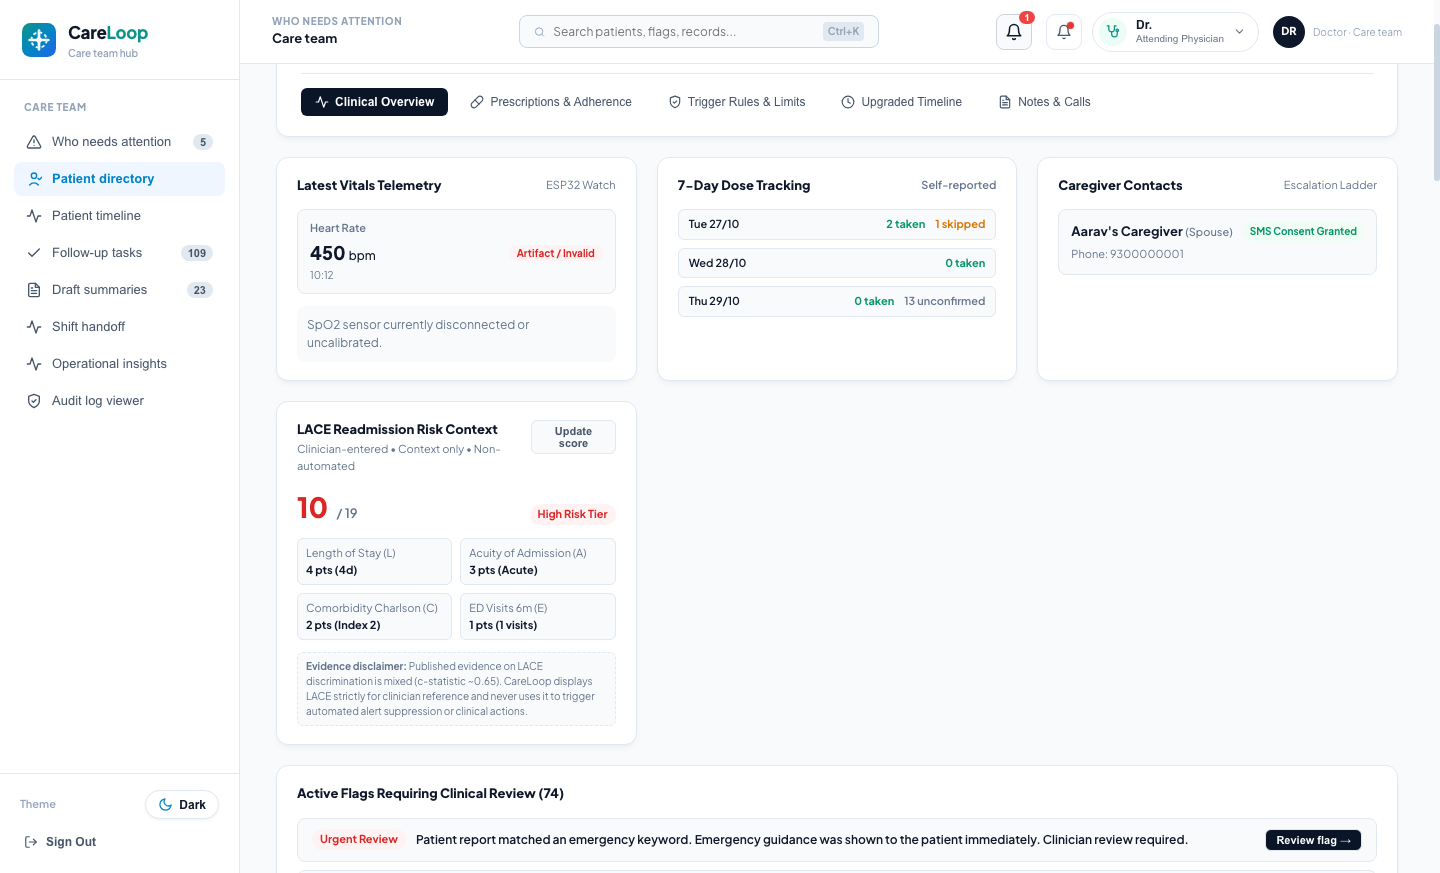 CareLoop
Care team hub
CARE TEAM
Who needs attention 5
Patient directory
Patient timeline
Follow-up tasks 109
Draft summaries 23
Shift handoff
Operational insights
Audit log viewer
Theme
Dark
Sign Out
WHO NEEDS ATTENTION
Care team
Search patients, flags, records...
Ctrl+K
1
Dr.
Attending Physician
DR
Doctor · Care team
Clinical Overview
Prescriptions & Adherence
Trigger Rules & Limits
Upgraded Timeline
Notes & Calls
Latest Vitals Telemetry
ESP32 Watch
Heart Rate
450 bpm
10:12
Artifact / Invalid
SpO2 sensor currently disconnected or
uncalibrated.
7-Day Dose Tracking
Self-reported
Tue 27/10 2 taken 1 skipped
Wed 28/10 0 taken
Thu 29/10 0 taken 13 unconfirmed
Caregiver Contacts
Escalation Ladder
Aarav's Caregiver (Spouse)
SMS Consent Granted
Phone: 9300000001
LACE Readmission Risk Context
Update
score
Clinician-entered • Context only • Non-
automated
10 / 19
High Risk Tier
Length of Stay (L)
4 pts (4d)
Acuity of Admission (A)
3 pts (Acute)
Comorbidity Charlson (C)
2 pts (Index 2)
ED Visits 6m (E)
1 pts (1 visits)
Evidence disclaimer: Published evidence on LACE
discrimination is mixed (c-statistic ~0.65). CareLoop displays
LACE strictly for clinician reference and never uses it to trigger
automated alert suppression or clinical actions.
Active Flags Requiring Clinical Review (74)
Urgent Review
Patient report matched an emergency keyword. Emergency guidance was shown to the patient immediately. Clinician review required.
Review flag →